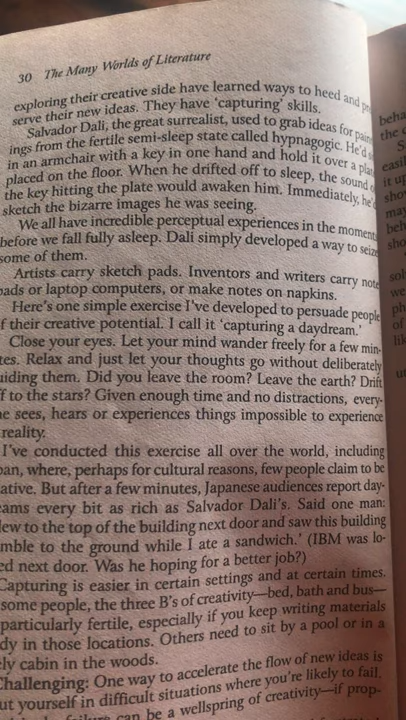 30 The Many Worlds of Literature
exploring their creative side have learned ways to heed and
serve their new ideas. They have 'capturing' skills.
Salvador Dali, the great surrealist, used to grab ideas for
ings from the fertile semi-sleep state called hypnagogic. He'd
in an armchair with a key in one hand and hold it over a
placed on the floor. When he drifted off to sleep, the sound
the key hitting the plate would awaken him. Immediately,
sketch the bizarre images he was seeing.
We all have incredible perceptual experiences in the moment
before we fall fully asleep. Dali simply developed a way to seize
some of them.
Artists carry sketch pads. Inventors and writers carry note
pads or laptop computers, or make notes on napkins.
Here's one simple exercise I've developed to persuade people
f their creative potential. I call it 'capturing a daydream.'
Close your eyes. Let your mind wander freely for a few min-
tes. Relax and just let your thoughts go without deliberately
uiding them. Did you leave the room? Leave the earth? Drift
ff to the stars? Given enough time and no distractions, every-
ne sees, hears or experiences things impossible to experience
reality.
I've conducted this exercise all over the world, including
pan, where, perhaps for cultural reasons, few people claim to be
ative. But after a few minutes, Japanese audiences report day-
eams every bit as rich as Salvador Dali's. Said one man:
lew to the top of the building next door and saw this building
mble to the ground while I ate a sandwich.' (IBM was lo-
ed next door. Was he hoping for a better job?)
Capturing is easier in certain settings and at certain times.
some people, the three B's of creativity—bed, bath and bus—
particularly fertile, especially if you keep writing materials
dy in those locations. Others need to sit by a pool or in a
ely cabin in the woods.
Challenging: One way to accelerate the flow of new ideas is
ut yourself in difficult situations where you're likely to fail.
failure can be a wellspring of creativity—if prop-